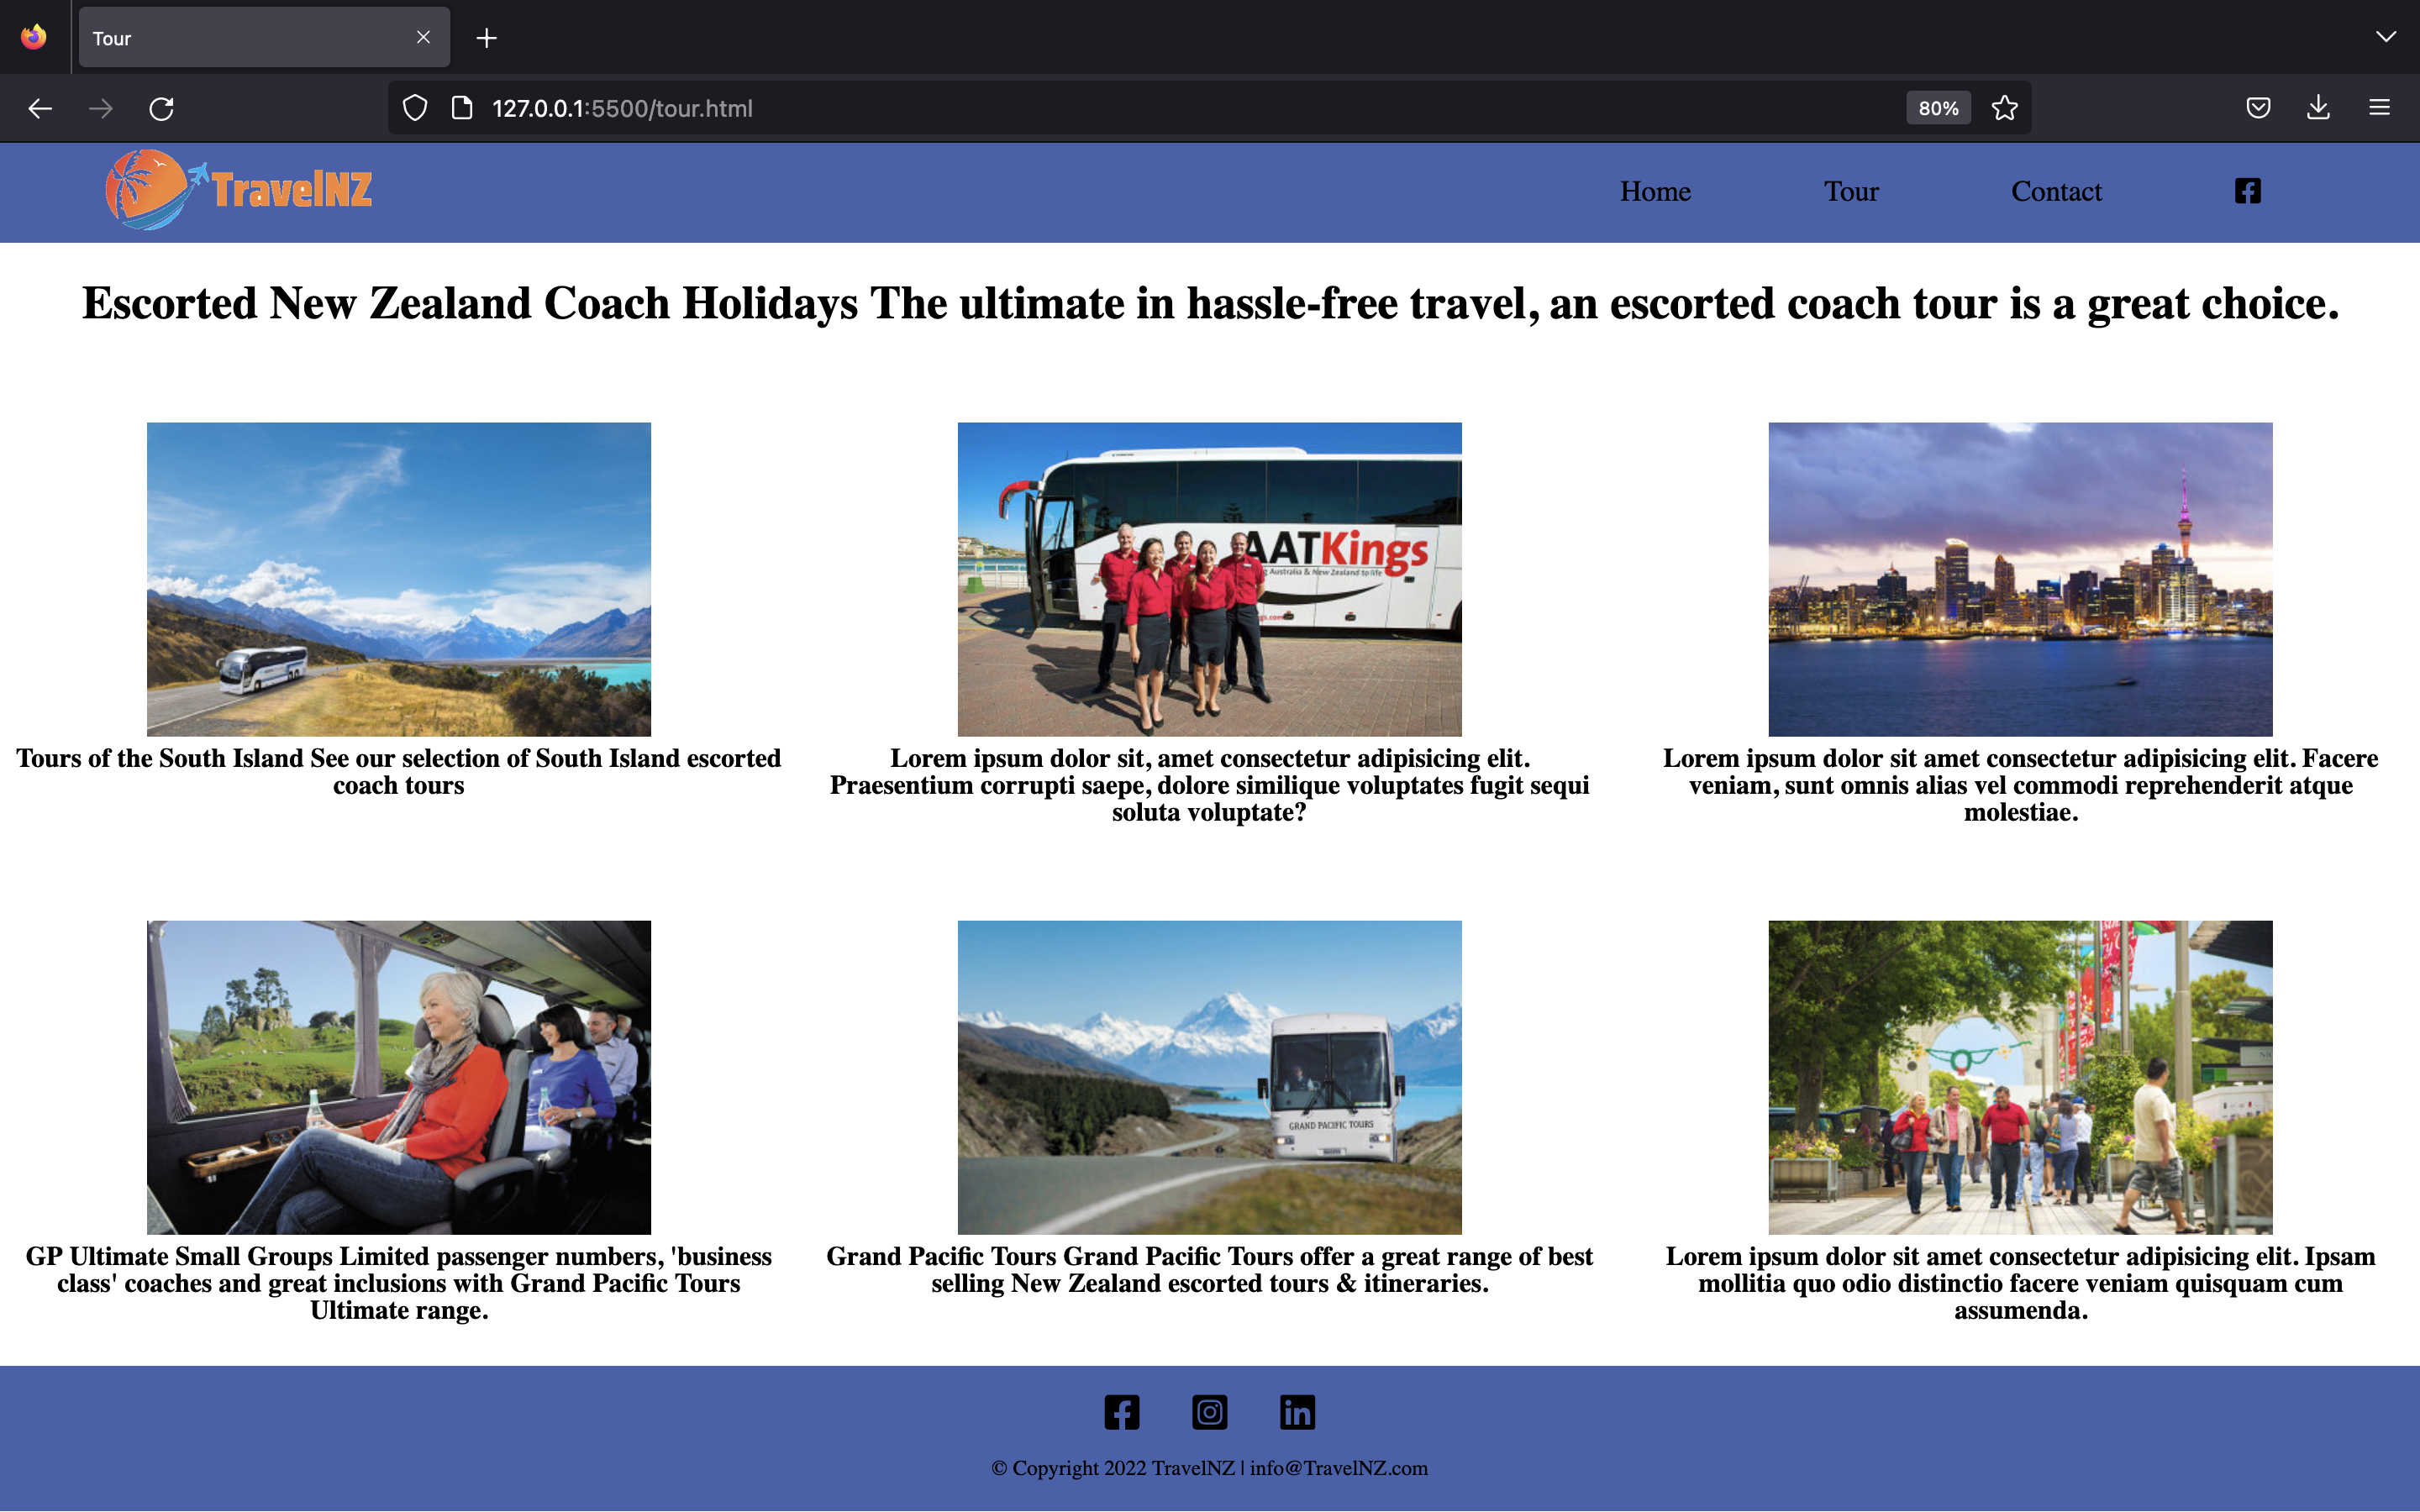 Tour
127.0.0.1:5500/tour.html
80%
TravelNZ
Home
Tour
Contact
Escorted New Zealand Coach Holidays The ultimate in hassle-free travel, an escorted coach tour is a great choice.
AATKings
g Australia & New Zealand to life
Tours of the South Island See our selection of South Island escorted
coach tours
Lorem ipsum dolor sit, amet consectetur adipisicing elit.
Praesentium corrupti saepe, dolore similique voluptates fugit sequi
soluta voluptate?
Lorem ipsum dolor sit amet consectetur adipisicing elit. Facere
veniam, sunt omnis alias vel commodi reprehenderit atque
molestiae.
GRAND PACIFIC TOURS
GP Ultimate Small Groups Limited passenger numbers, 'business
class' coaches and great inclusions with Grand Pacific Tours
Ultimate range.
Grand Pacific Tours Grand Pacific Tours offer a great range of best
selling New Zealand escorted tours & itineraries.
Lorem ipsum dolor sit amet consectetur adipisicing elit. Ipsam
mollitia quo odio distinctio facere veniam quisquam cum
assumenda.
© Copyright 2022 TravelNZ | info@TravelNZ.com